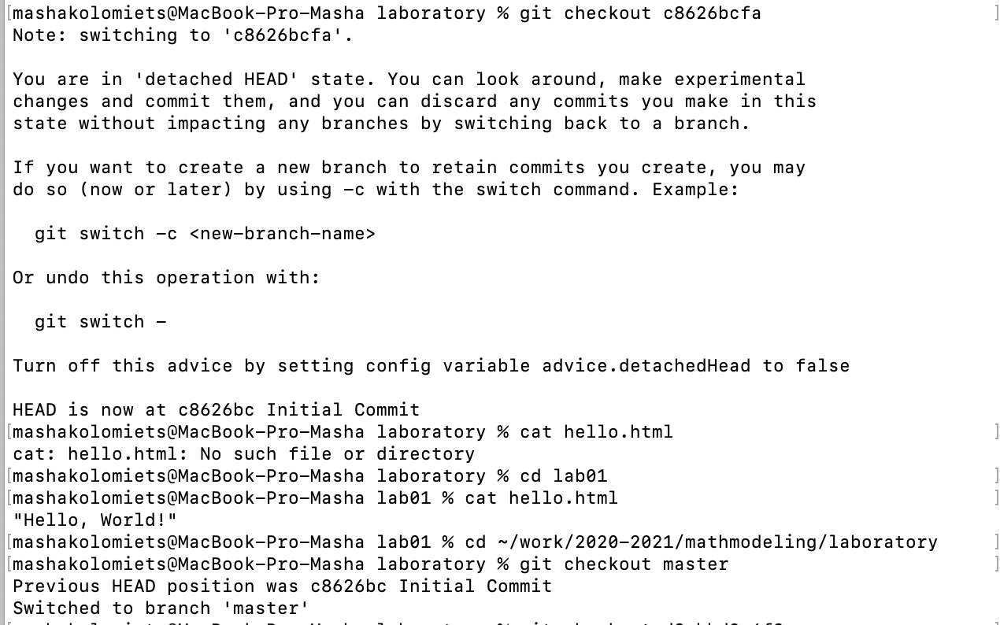 [mashakolomiets@MacBook-Pro-Masha laboratory % git checkout c8626bcfa ]
Note: switching to 'c8626bcfa'.
You are in 'detached HEAD' state. You can look around, make experimental
changes and commit them, and you can discard any commits you make in this
state without impacting any branches by switching back to a branch.
If you want to create a new branch to retain commits you create, you may
do so (now or later) by using -c with the switch command. Example:
git switch -c <new-branch-name>
Or undo this operation with:
git switch -
Turn off this advice by setting config variable advice.detachedHead to false
HEAD is now at c8626bc Initial Commit
[mashakolomiets@MacBook-Pro-Masha laboratory % cat hello.html ]
cat: hello.html: No such file or directory
[mashakolomiets@MacBook-Pro-Masha laboratory % cd lab01 ]
[mashakolomiets@MacBook-Pro-Masha lab01 % cat hello.html ]
"Hello, World!"
[mashakolomiets@MacBook-Pro-Masha lab01 % cd ~/work/2020-2021/mathmodeling/laboratory ]
[mashakolomiets@MacBook-Pro-Masha laboratory % git checkout master ]
Previous HEAD position was c8626bc Initial Commit
Switched to branch 'master'